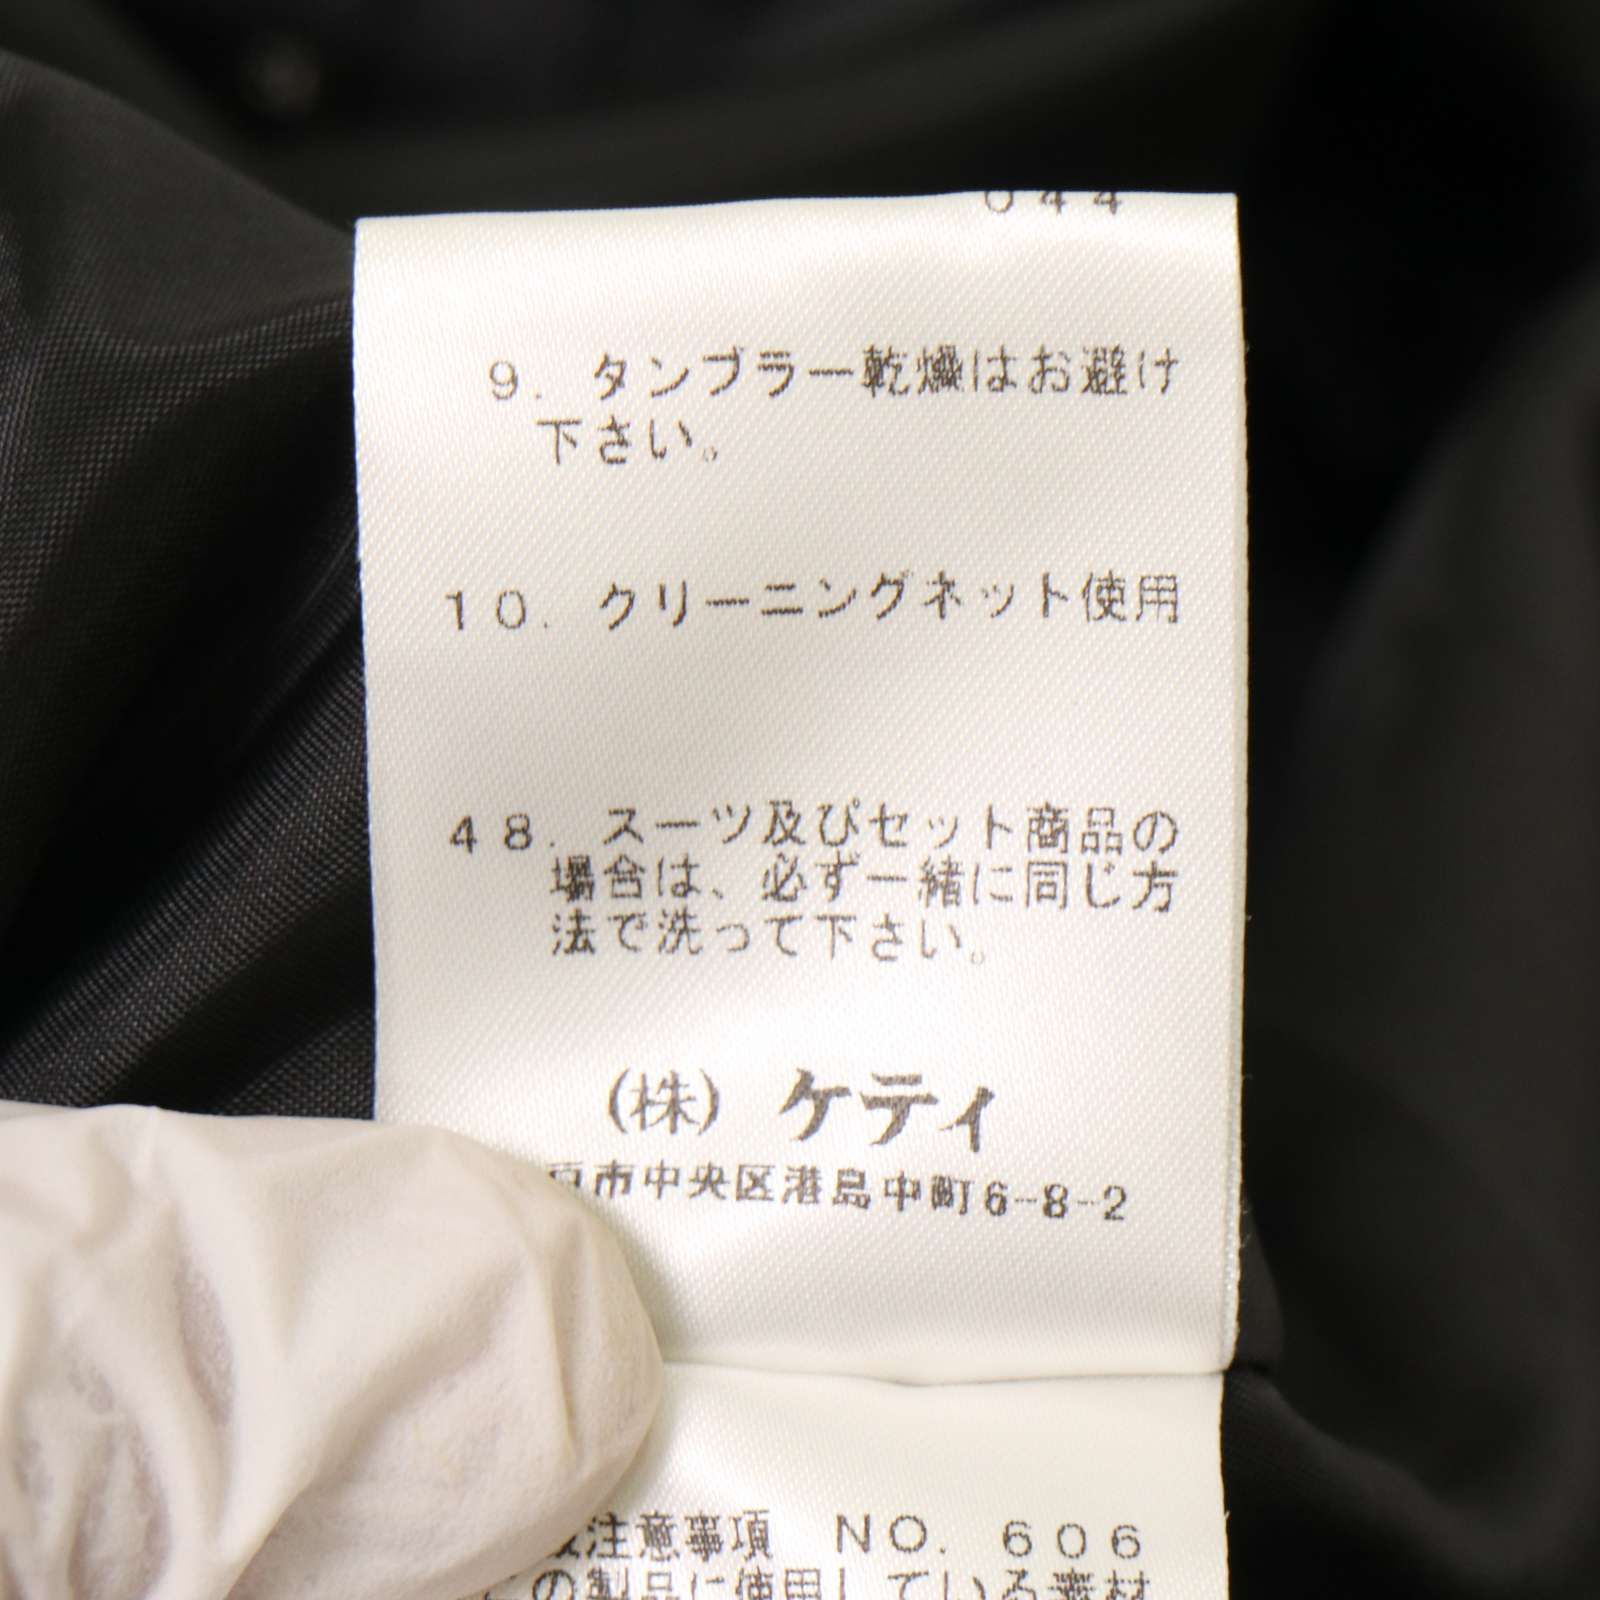 044
9. タンブラー乾燥はお避け
下さい。
10. クリーニングネット使用
48. スーツ及びセット商品の
場合は、必ず一緒に同じ方
法で洗って下さい。
(株) ケティ
市中央区港島中町6-8-2
注意事項 NO. 606
の製品に使用している素材